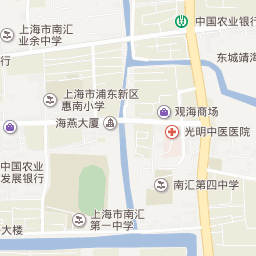 中国农业银行
上海市南汇
业余中学
东城靖海
行
上海市浦东新区
惠南小学
观海商场
海燕大厦
光明中医医院
中国农业
发展银行
南汇第四中学
上海市南汇
第一中学
大楼